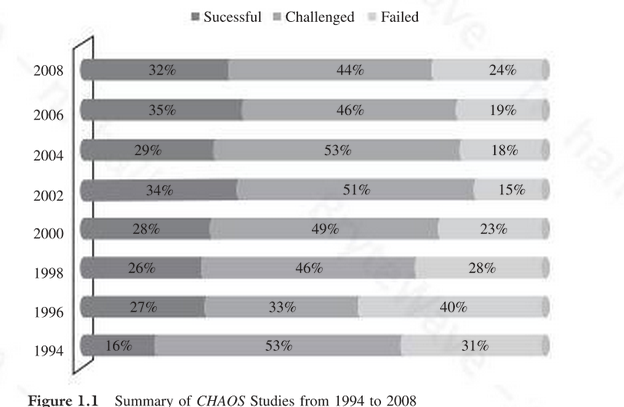 Sucessful Challenged Failed
2008 32% 44% 24%
2006 35% 46% 19%
2004 29% 53% 18%
2002 34% 51% 15%
2000 28% 49% 23%
1998 26% 46% 28%
1996 27% 33% 40%
1994 16% 53% 31%
Figure 1.1 Summary of CHAOS Studies from 1994 to 2008